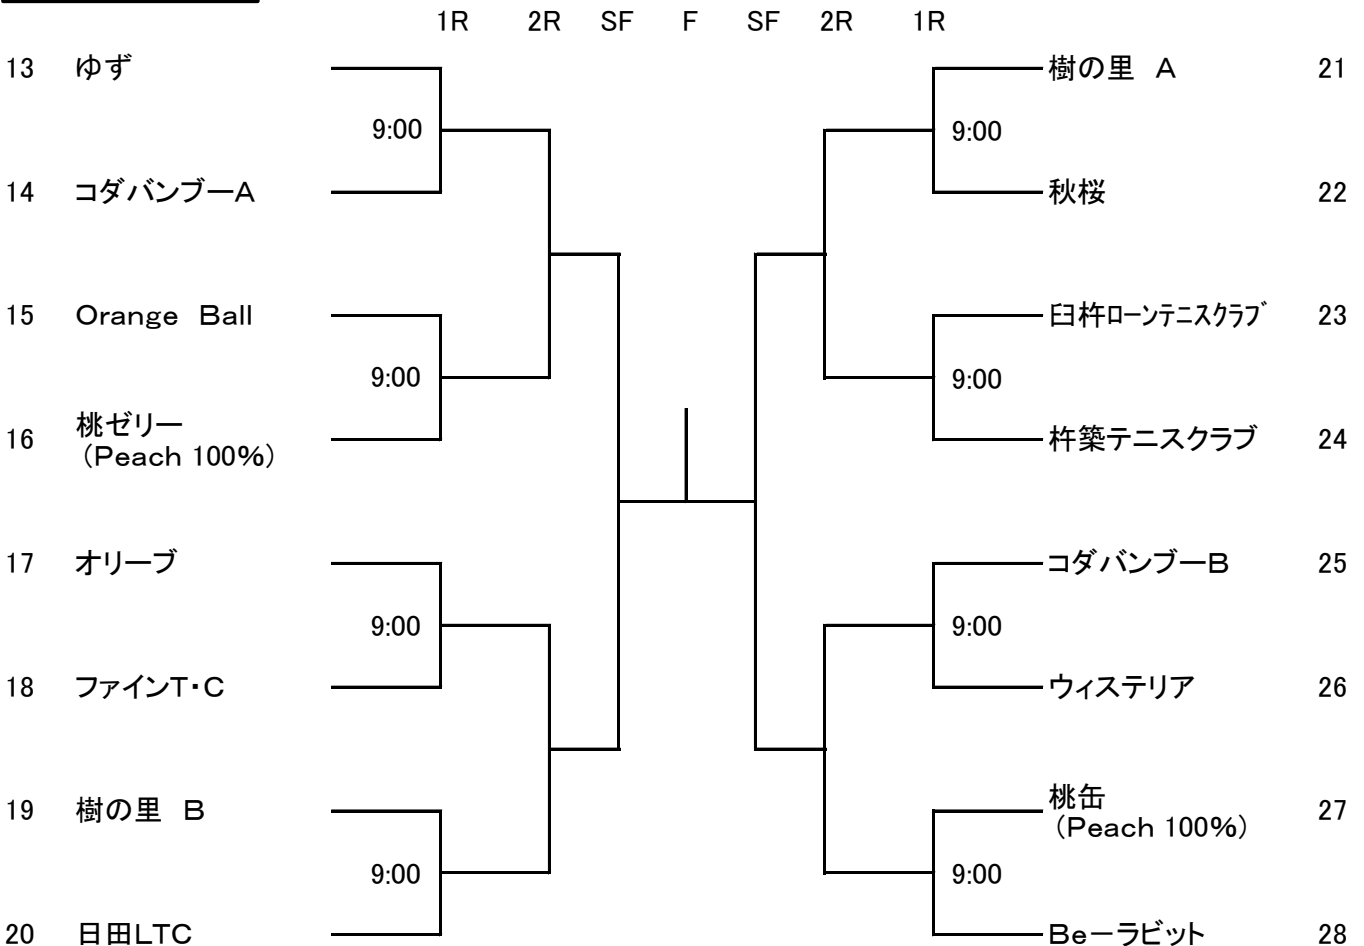 1R 2R SF F SF 2R 1R
13 ゆず 樹の里 A 21
9:00 9:00
14 コダバンブーA 秋桜 22
15 Orange Ball 臼杵ローンテニスクラブ 23
9:00 9:00
16 桃ゼリー
(Peach 100%) 杵築テニスクラブ 24
17 オリーブ コダバンブーB 25
9:00 9:00
18 ファインT・C ウィステリア 26
19 樹の里 B 桃缶
(Peach 100%) 27
9:00 9:00
20 日田LTC Be-ラビット 28